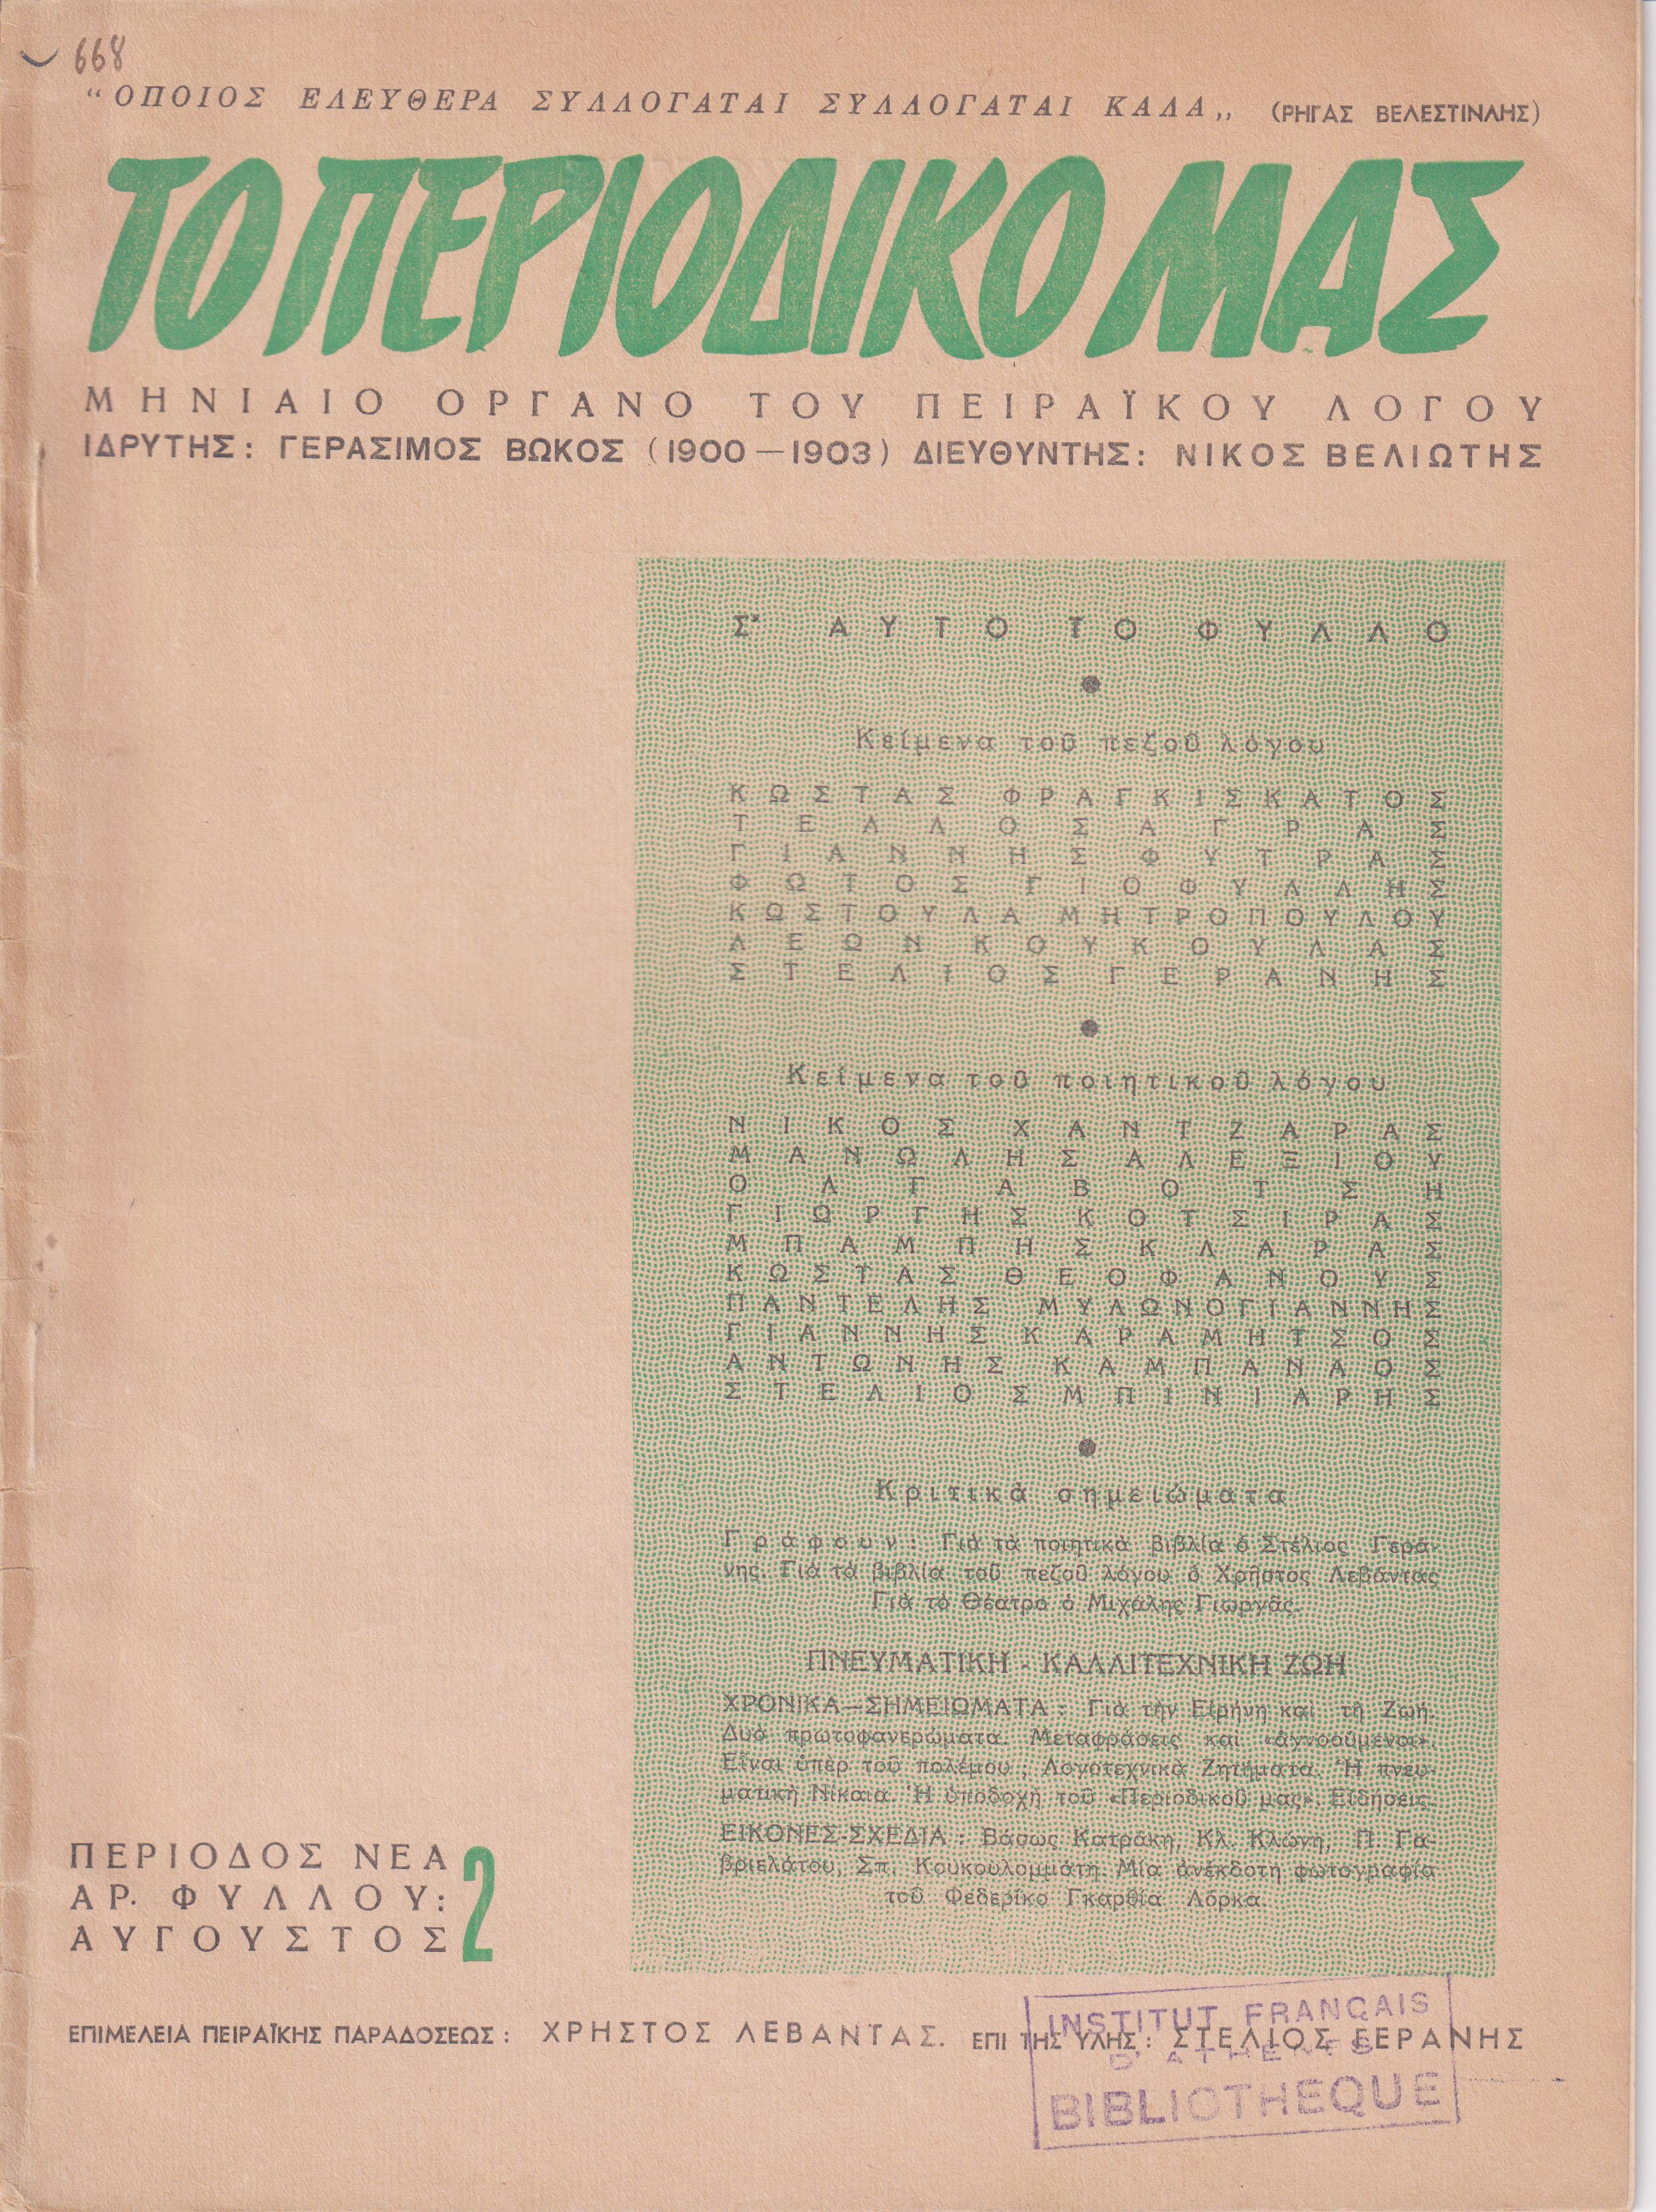 668
“ΟΠΟΙΟΣ ΕΛΕΥΘΕΡΑ ΣΥΛΛΟΓΑΤΑΙ ΣΥΛΛΟΓΑΤΑΙ ΚΑΛΑ„ (ΡΗΓΑΣ ΒΕΛΕΣΤΙΝΛΗΣ)
ΤΟ ΠΕΡΙΟΔΙΚΟ ΜΑΣ
ΜΗΝΙΑΙΟ ΟΡΓΑΝΟ ΤΟΥ ΠΕΙΡΑΪΚΟΥ ΛΟΓΟΥ
ΙΔΡΥΤΗΣ: ΓΕΡΑΣΙΜΟΣ ΒΩΚΟΣ (1900—1903) ΔΙΕΥΘΥΝΤΗΣ: ΝΙΚΟΣ ΒΕΛΙΩΤΗΣ
Σ' ΑΥΤΟ ΤΟ ΦΥΛΛΟ
Κείμενα τοῦ πεζοῦ λόγου
ΚΩΣΤΑΣ ΦΡΑΓΚΙΣΚΑΤΟΣ
ΤΕΛΛΟΣ ΑΓΡΑΣ
ΓΙΑΝΝΗΣ ΦΥΤΡΑΣ
ΦΩΤΟΣ ΓΙΟΦΥΛΛΗΣ
ΚΩΣΤΟΥΛΑ ΜΗΤΡΟΠΟΥΛΟΥ
ΛΕΩΝ ΚΟΥΚΟΥΛΑΣ
ΣΤΕΛΙΟΣ ΓΕΡΑΝΗΣ
Κείμενα τοῦ ποιητικοῦ λόγου
ΝΙΚΟΣ ΧΑΝΤΖΑΡΑΣ
ΜΑΝΩΛΗΣ ΑΛΕΞΙΟΥ
ΟΛΓΑ ΒΟΤΣΗ
ΓΙΩΡΓΗΣ ΚΟΤΣΙΡΑΣ
ΜΠΑΜΠΗΣ ΚΛΑΡΑΣ
ΚΩΣΤΑΣ ΘΕΟΦΑΝΟΥΣ
ΠΑΝΤΕΛΗΣ ΜΥΛΩΝΟΓΙΑΝΝΗΣ
ΓΙΑΝΝΗΣ ΚΑΡΑΜΗΤΣΟΣ
ΑΝΤΩΝΗΣ ΚΑΜΠΑΝΑΟΣ
ΣΤΕΛΙΟΣ ΜΠΙΝΙΑΡΗΣ
Κριτικὰ σημειώματα
Γράφουν: Γιὰ τὰ ποιητικὰ βιβλία ὁ Στέλιος Γερά-
νης. Γιὰ τὰ βιβλία τοῦ πεζοῦ λόγου ὁ Χρῆστος Λεβάντας
Γιὰ τὸ Θέατρο ὁ Μιχάλης Γιωργᾶς.
ΠΝΕΥΜΑΤΙΚΗ - ΚΑΛΛΙΤΕΧΝΙΚΗ ΖΩΗ
ΧΡΟΝΙΚΑ—ΣΗΜΕΙΩΜΑΤΑ: Γιὰ τὴν Εἰρήνη καὶ τὴ Ζωή.
Δυὸ πρωτοφανερώματα. Μεταφράσεις καὶ «ἀγνοούμενοι».
Εἶναι ὑπὲρ τοῦ πολέμου; Λογοτεχνικὰ Ζητήματα. Ἡ πνευ-
ματικὴ Νίκαια. Ἡ ὑποδοχὴ τοῦ «Περιοδικοῦ μας». Εἰδήσεις.
ΕΙΚΟΝΕΣ-ΣΧΕΔΙΑ: Βάσως Κατράκη, Κλ. Κλώνη, Π. Γα-
βριελάτου, Σπ. Κουκουλομμάτη. Μία ἀνέκδοτη φωτογραφία
τοῦ Φεδερίκο Γκαρθία Λόρκα.
ΠΕΡΙΟΔΟΣ ΝΕΑ
ΑΡ. ΦΥΛΛΟΥ: 2
ΑΥΓΟΥΣΤΟΣ
ΕΠΙΜΕΛΕΙΑ ΠΕΙΡΑΪΚΗΣ ΠΑΡΑΔΟΣΕΩΣ: ΧΡΗΣΤΟΣ ΛΕΒΑΝΤΑΣ. ΕΠΙ ΤΗΣ ΥΛΗΣ: ΣΤΕΛΙΟΣ ΓΕΡΑΝΗΣ
INSTITUT FRANÇAIS
D'ATHENES
BIBLIOTHEQUE